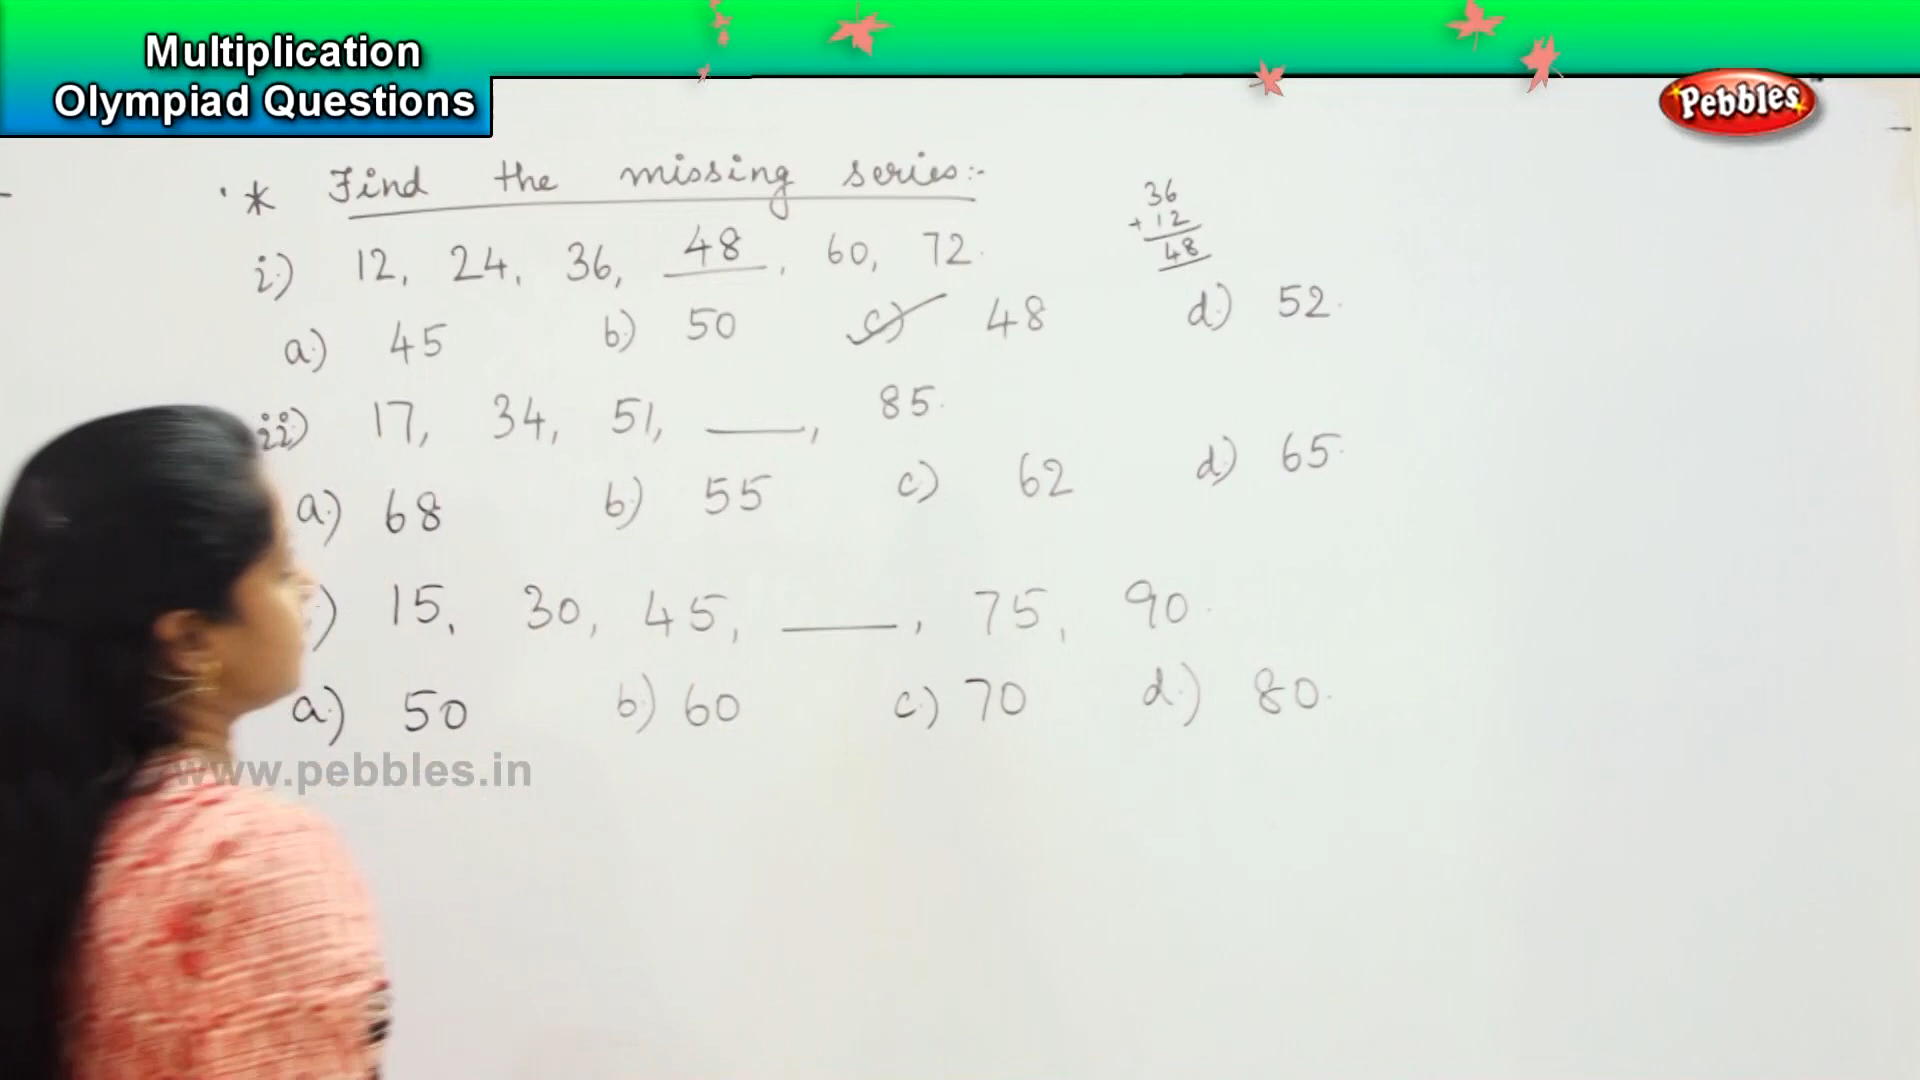 Multiplication
Olympiad Questions
Pebbles
* Find the missing series:-
36
+ 12
48
i) 12, 24, 36, 48, 60, 72.
a) 45 b) 50 c) 48 d) 52.
ii) 17, 34, 51, ____, 85.
a) 68 b) 55 c) 62 d) 65.
) 15, 30, 45, ____, 75, 90.
a) 50 b) 60 c) 70 d) 80.
www.pebbles.in